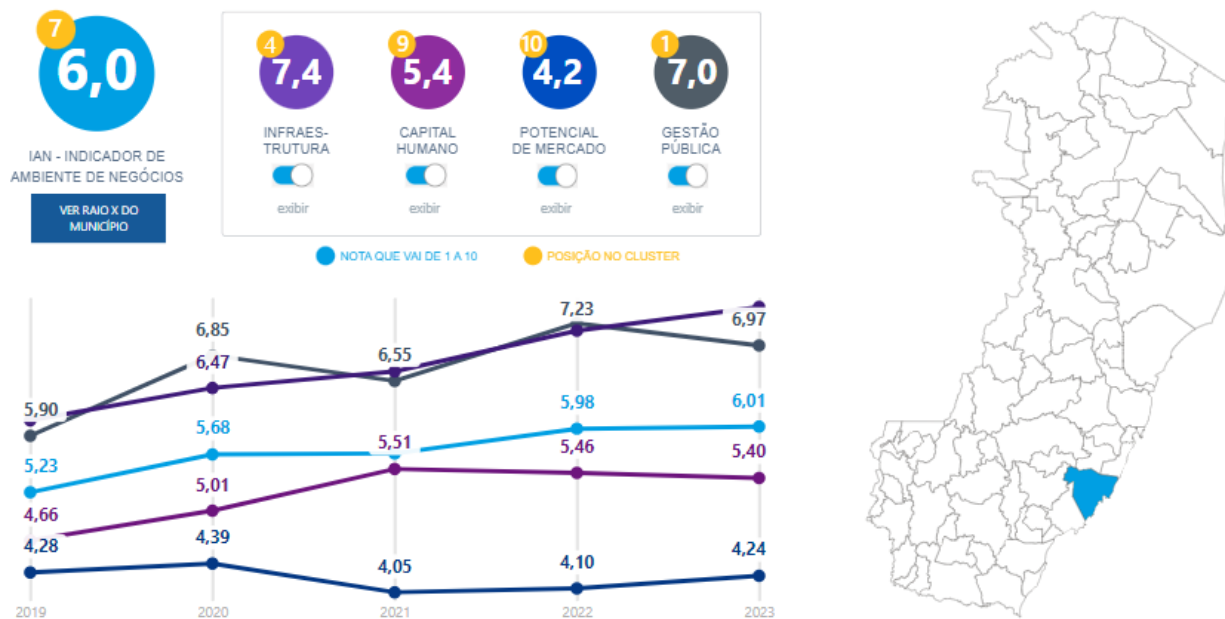 7
6,0
IAN - INDICADOR DE
AMBIENTE DE NEGÓCIOS
VER RAIO X DO
MUNICÍPIO
4
7,4
INFRAES-
TRUTURA
exibir
9
5,4
CAPITAL
HUMANO
exibir
10
4,2
POTENCIAL
DE MERCADO
exibir
1
7,0
GESTÃO
PÚBLICA
exibir
NOTA QUE VAI DE 1 A 10
POSIÇÃO NO CLUSTER
5,90
6,85
6,55
7,23
6,97
6,47
5,23
5,68
5,98
6,01
4,66
5,01
5,51
5,46
5,40
4,28
4,39
4,05
4,10
4,24
2019
2020
2021
2022
2023